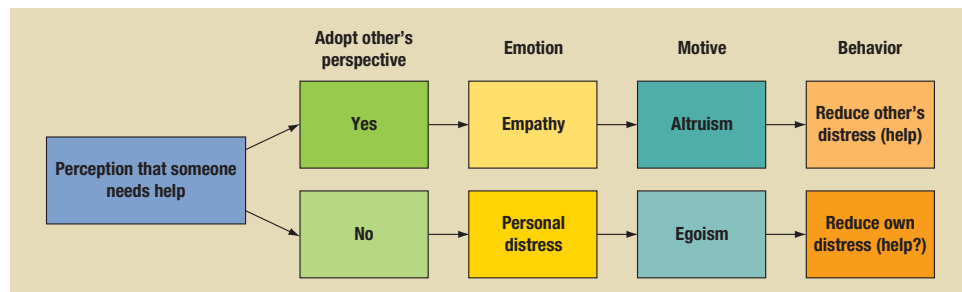 Adopt other's
perspective
Emotion
Motive
Behavior
Perception that someone
needs help
Yes
Empathy
Altruism
Reduce other's
distress (help)
No
Personal
distress
Egoism
Reduce own
distress (help?)